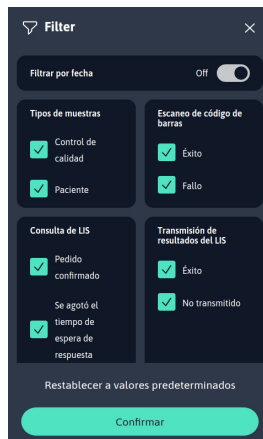 Filter
Filtrar por fecha
Off
Tipos de muestras
Control de
calidad
Paciente
Escaneo de código de
barras
Éxito
Fallo
Consulta de LIS
Pedido
confirmado
Se agotó el
tiempo de
espera de
respuesta
Transmisión de
resultados del LIS
Éxito
No transmitido
Restablecer a valores predeterminados
Confirmar